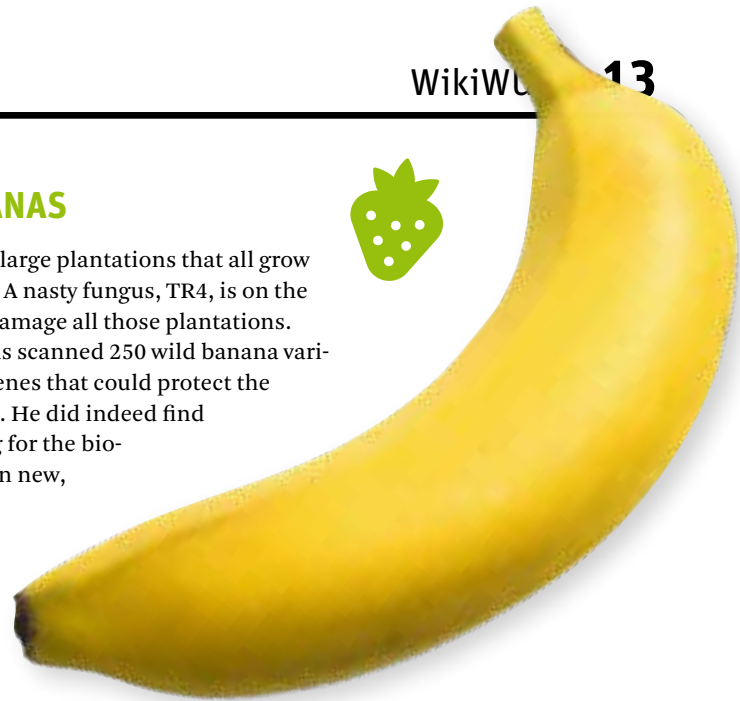 WikiWU 13
ANAS
large plantations that all grow
A nasty fungus, TR4, is on the
amage all those plantations.
s scanned 250 wild banana vari-
enes that could protect the
. He did indeed find
g for the bio-
n new,